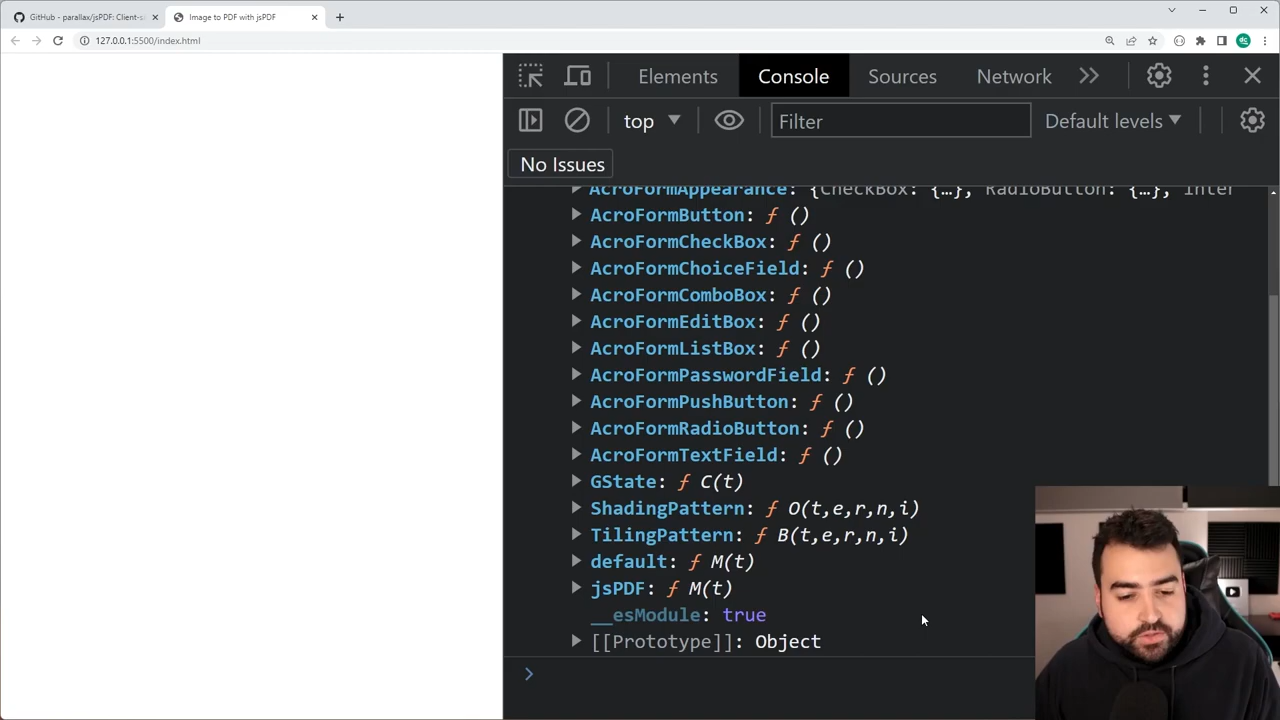 GitHub - parallax/jsPDF: Client-s
Image to PDF with jsPDF
127.0.0.1:5500/index.html
Elements
Console
Sources
Network
top
Filter
Default levels
No Issues
AcroFormAppearance: {CheckBox: {…}, RadioButton: {…}, inter
AcroFormButton: ƒ ()
AcroFormCheckBox: ƒ ()
AcroFormChoiceField: ƒ ()
AcroFormComboBox: ƒ ()
AcroFormEditBox: ƒ ()
AcroFormListBox: ƒ ()
AcroFormPasswordField: ƒ ()
AcroFormPushButton: ƒ ()
AcroFormRadioButton: ƒ ()
AcroFormTextField: ƒ ()
GState: ƒ C(t)
ShadingPattern: ƒ O(t,e,r,n,i)
TilingPattern: ƒ B(t,e,r,n,i)
default: ƒ M(t)
jsPDF: ƒ M(t)
__esModule: true
[[Prototype]]: Object